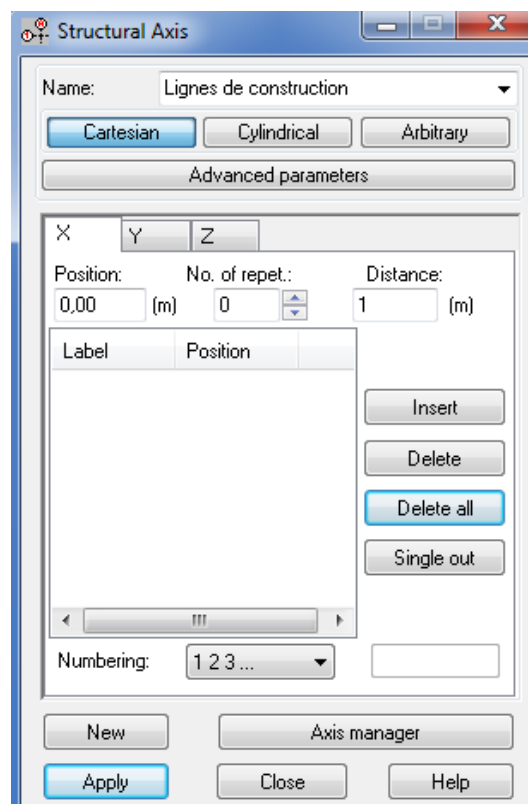 Structural Axis
Name: Lignes de construction
Cartesian Cylindrical Arbitrary
Advanced parameters
X Y Z
Position: No. of repet.: Distance:
0,00 (m) 0 1 (m)
Label Position
Insert
Delete
Delete all
Single out
Numbering: 1 2 3 ...
New Axis manager
Apply Close Help